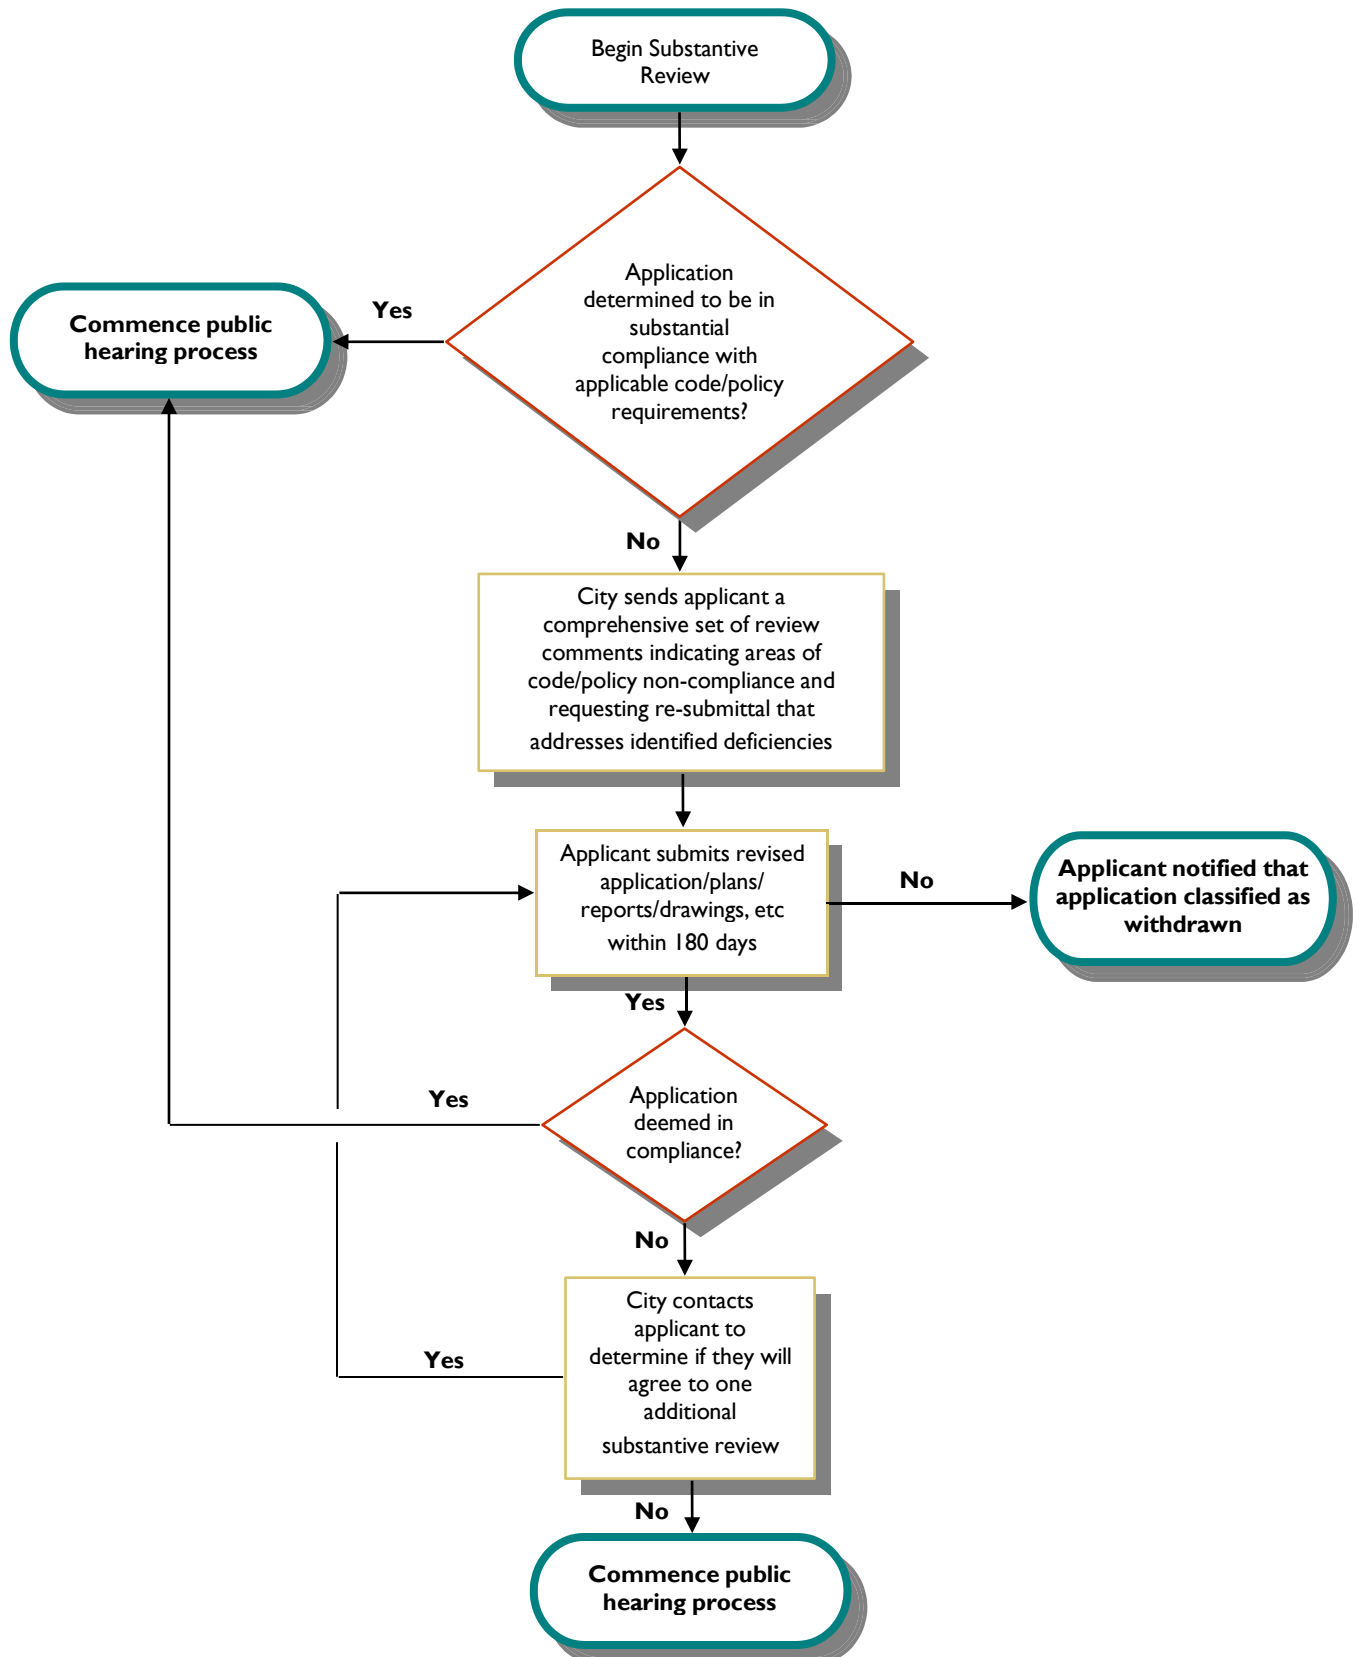 Begin Substantive
Review
Application
determined to be in
substantial
compliance with
applicable code/policy
requirements?
Yes
Commence public
hearing process
No
City sends applicant a
comprehensive set of review
comments indicating areas of
code/policy non-compliance and
requesting re-submittal that
addresses identified deficiencies
Applicant submits revised
application/plans/
reports/drawings, etc
within 180 days
No
Applicant notified that
application classified as
withdrawn
Yes
Application
deemed in
compliance?
Yes
No
City contacts
applicant to
determine if they will
agree to one
additional
substantive review
Yes
No
Commence public
hearing process